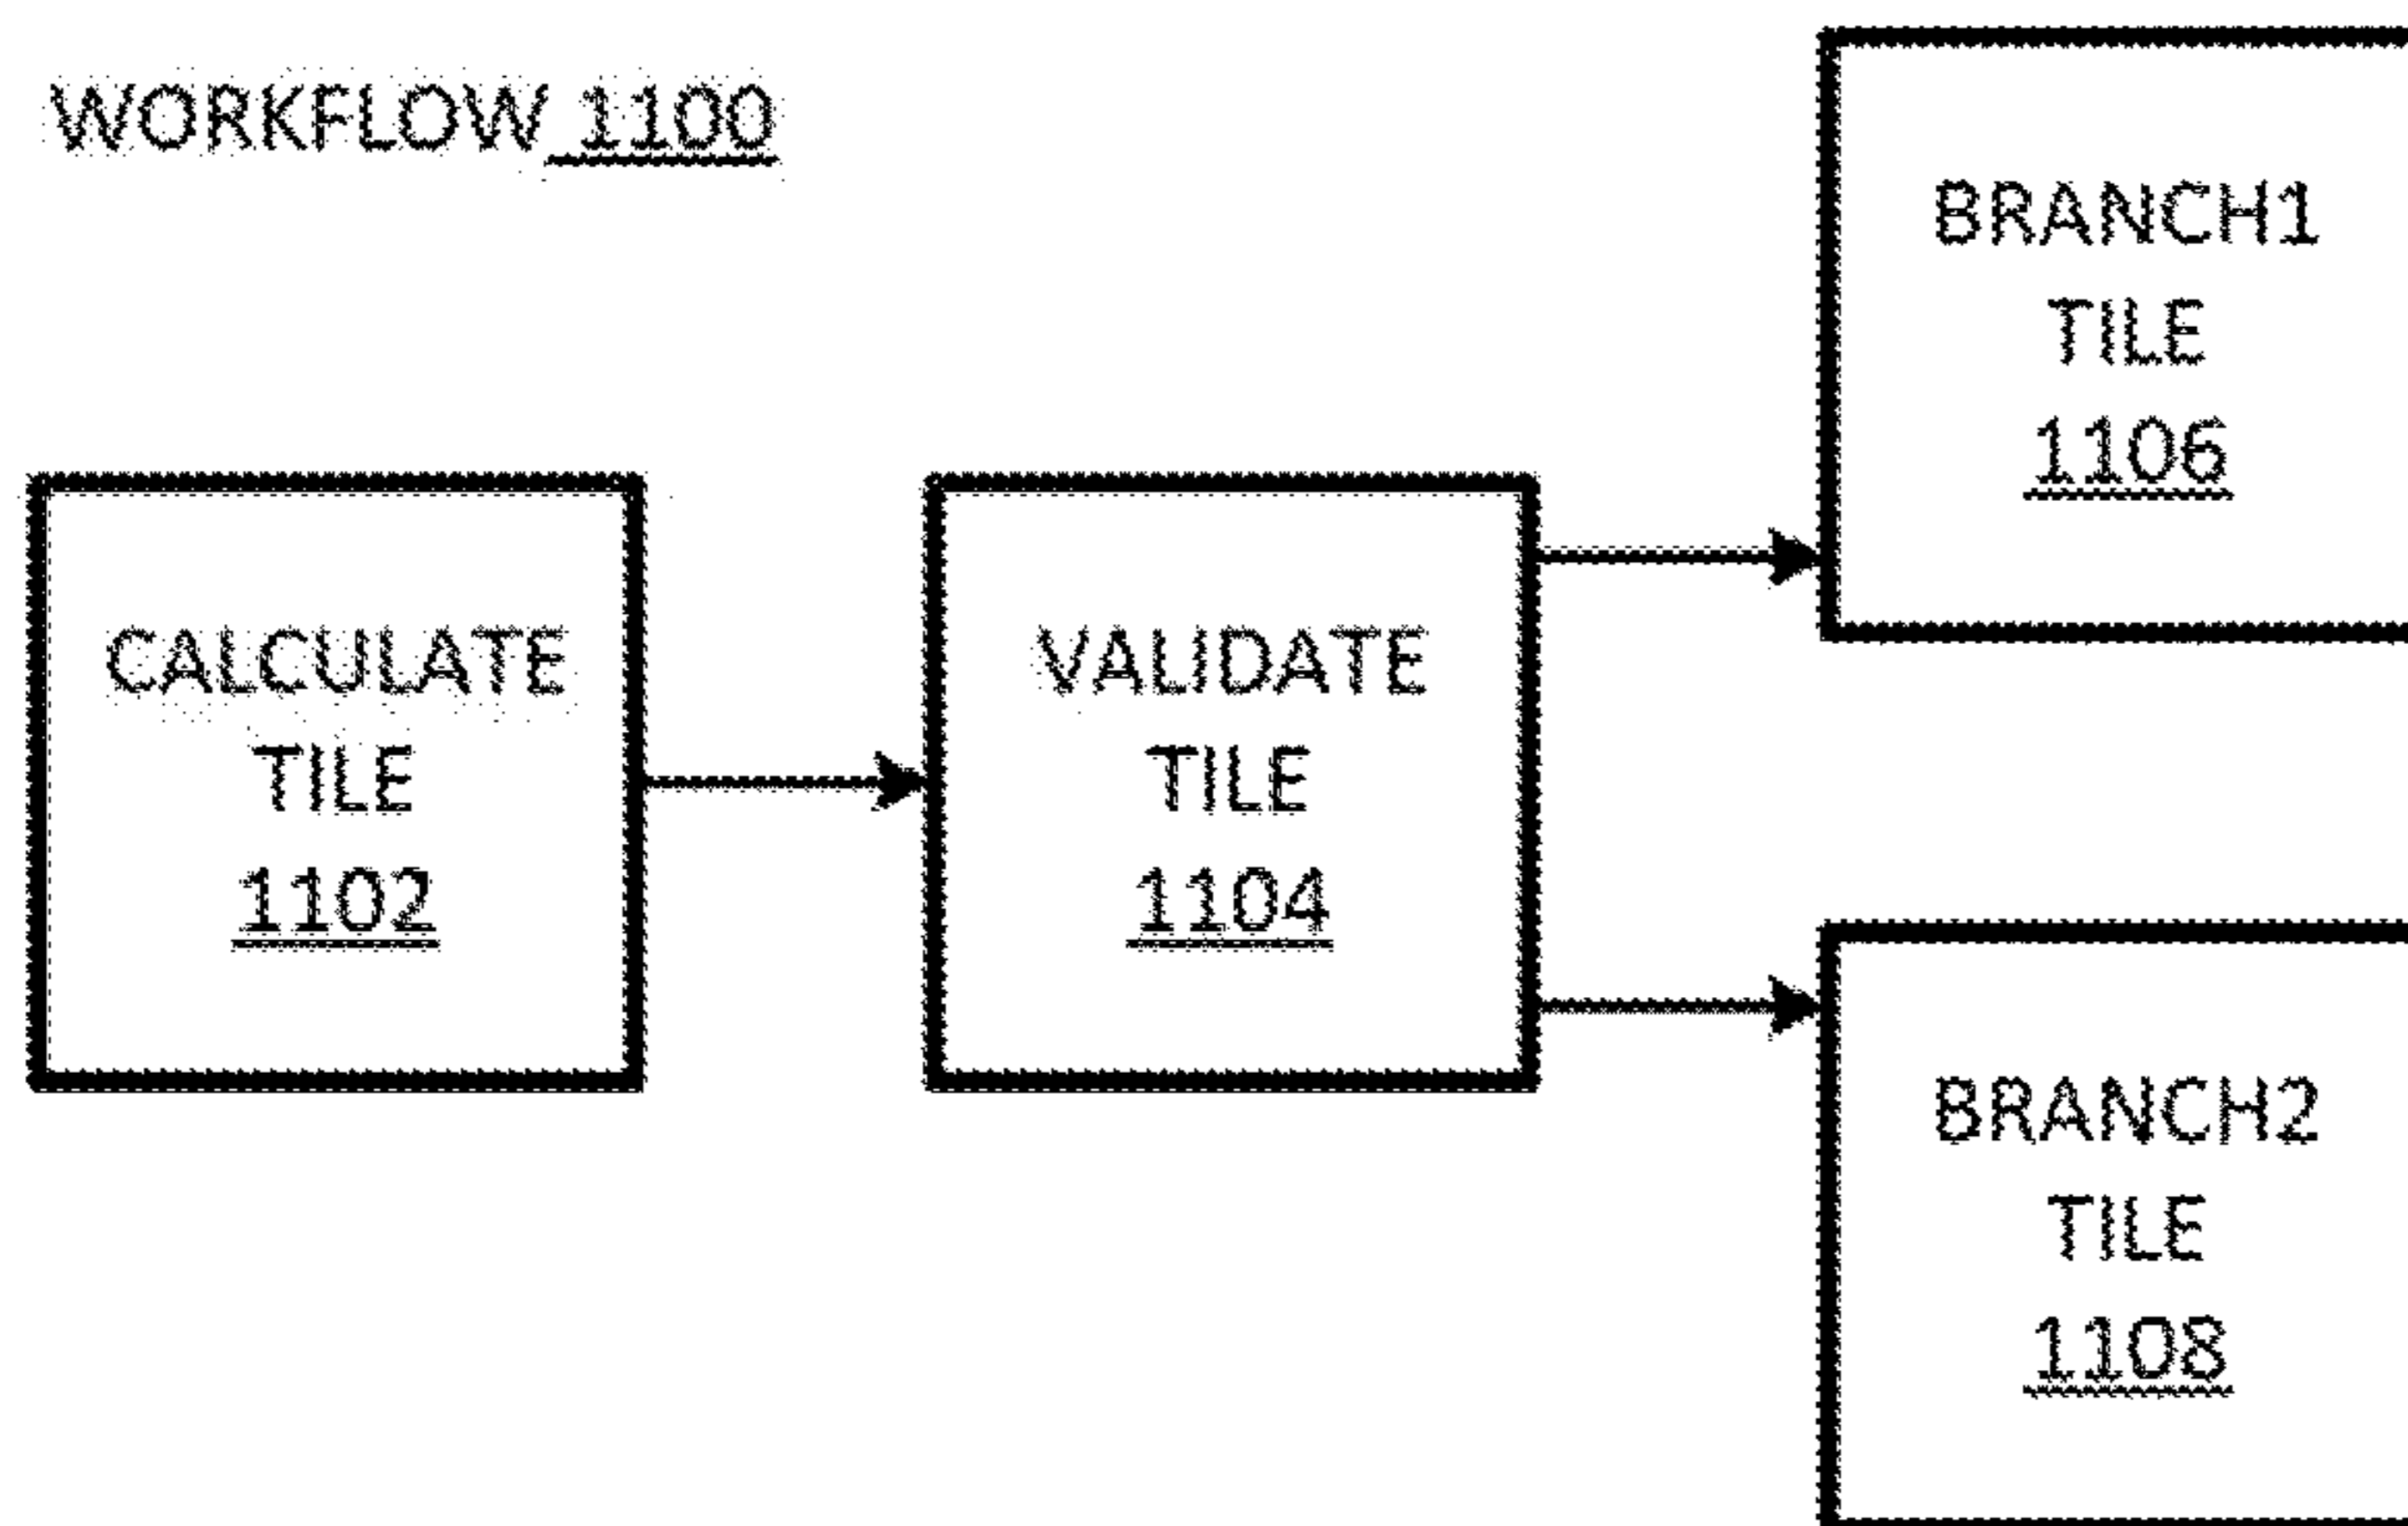 WORKFLOW 1100
BRANCH1
TILE
1106
CALCULATE
TILE
1102
VALIDATE
TILE
1104
BRANCH2
TILE
1108